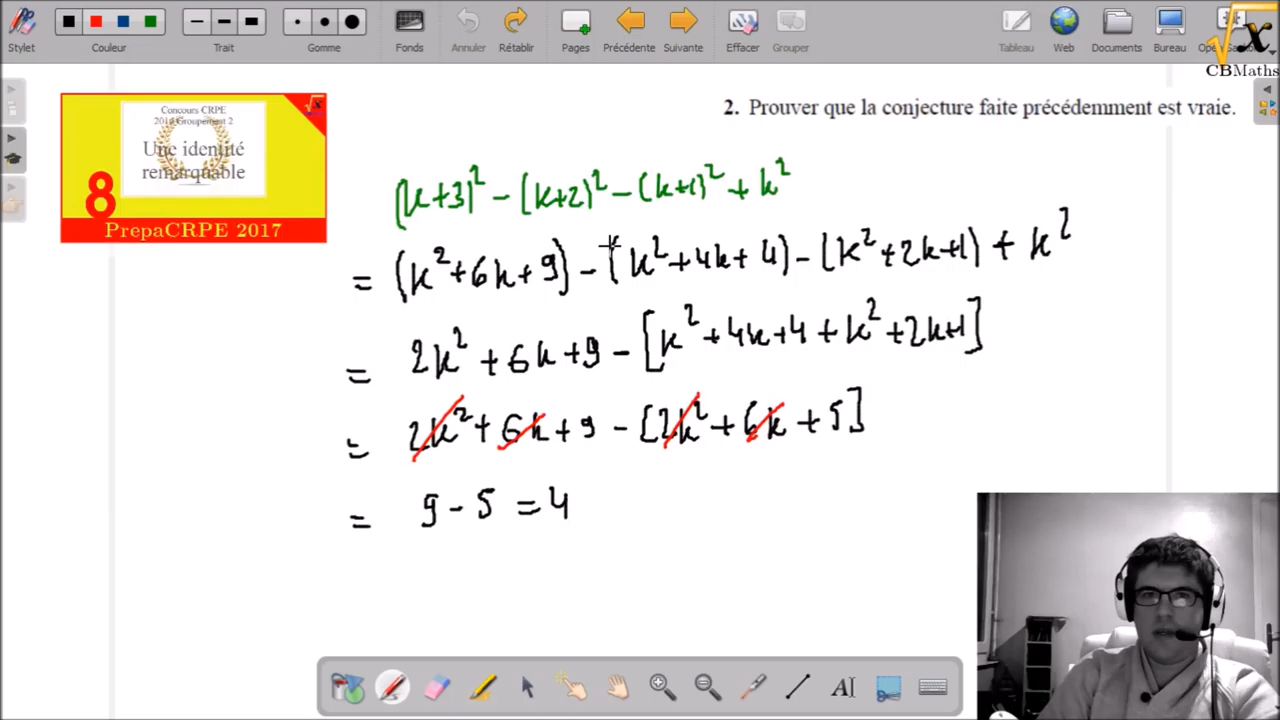 Stylet Couleur Trait Gomme Fonds Annuler Rétablir Pages Précédente Suivante Effacer Grouper Tableau Web Documents Bureau
CBMaths
Concours CRPE
Une identité
remarquable
8
PrepaCRPE 2017
2. Prouver que la conjecture faite précédemment est vraie.
(k+3)² - (k+2)² - (k+1)² + k²
= (k²+6k+9) - (k²+4k+4) - (k²+2k+1) + k²
= 2k² + 6k + 9 - [k²+4k+4+k²+2k+1]
= 2k² + 6k + 9 - [2k² + 6k + 5]
= 9 - 5 = 4
AI